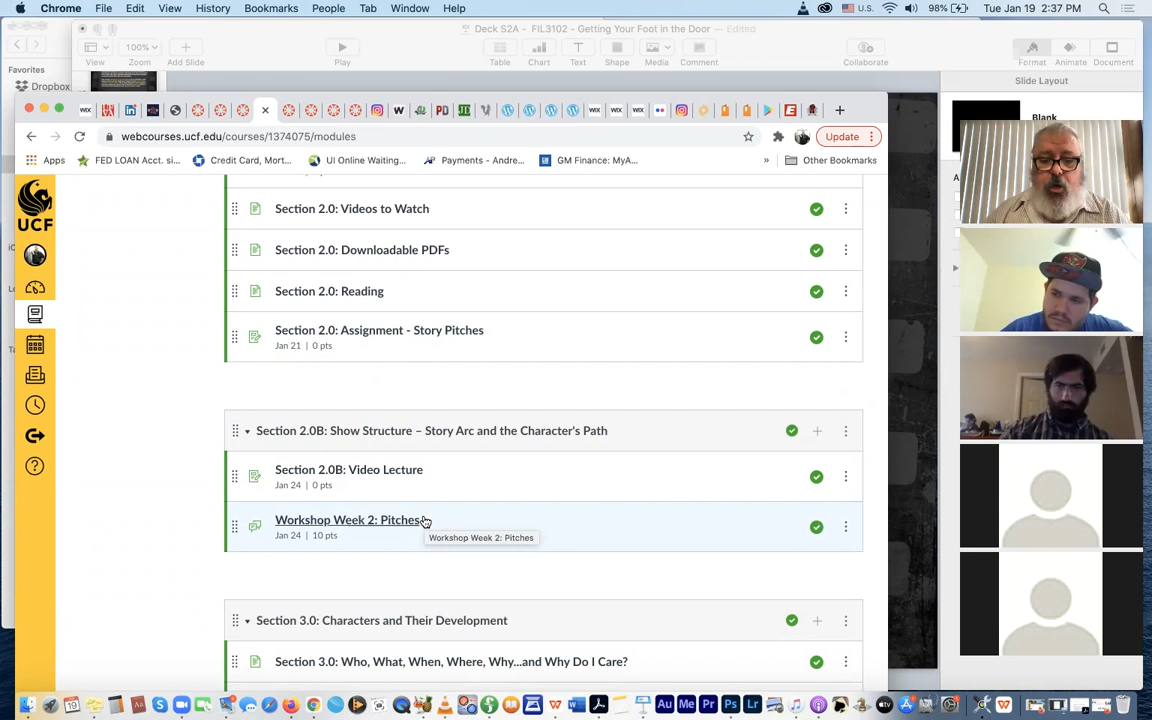 Chrome File Edit View History Bookmarks People Tab Window Help U.S. 98% Tue Jan 19 2:37 PM
Deck S2A - FIL3102 - Getting Your Foot in the Door — Edited
100%
View Zoom Add Slide Play Table Chart Text Shape Media Comment Collaborate Format Animate Document
Favorites
Dropbox
Slide Layout
Blank
webcourses.ucf.edu/courses/1374075/modules
Update
Apps FED LOAN Acct. si... Credit Card, Mort... UI Online Waiting... Payments - Andre... GM Finance: MyA... » Other Bookmarks
UCF
Section 2.0: Videos to Watch
Section 2.0: Downloadable PDFs
Section 2.0: Reading
Section 2.0: Assignment - Story Pitches
Jan 21 | 0 pts
Section 2.0B: Show Structure – Story Arc and the Character's Path
Section 2.0B: Video Lecture
Jan 24 | 0 pts
Workshop Week 2: Pitches
Jan 24 | 10 pts
Workshop Week 2: Pitches
Section 3.0: Characters and Their Development
Section 3.0: Who, What, When, Where, Why...and Why Do I Care?
Au Me Pr Ps Lr